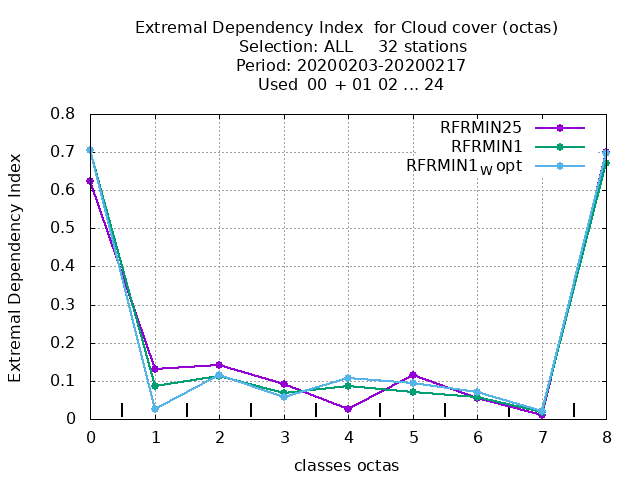 Extremal Dependency Index for Cloud cover (octas)
Selection: ALL 32 stations
Period: 20200203-20200217
Used 00 + 01 02 ... 24
RFRMIN25
RFRMIN1
RFRMIN1W opt
Extremal Dependency Index
0.8
0.7
0.6
0.5
0.4
0.3
0.2
0.1
0
0 1 2 3 4 5 6 7 8
classes octas